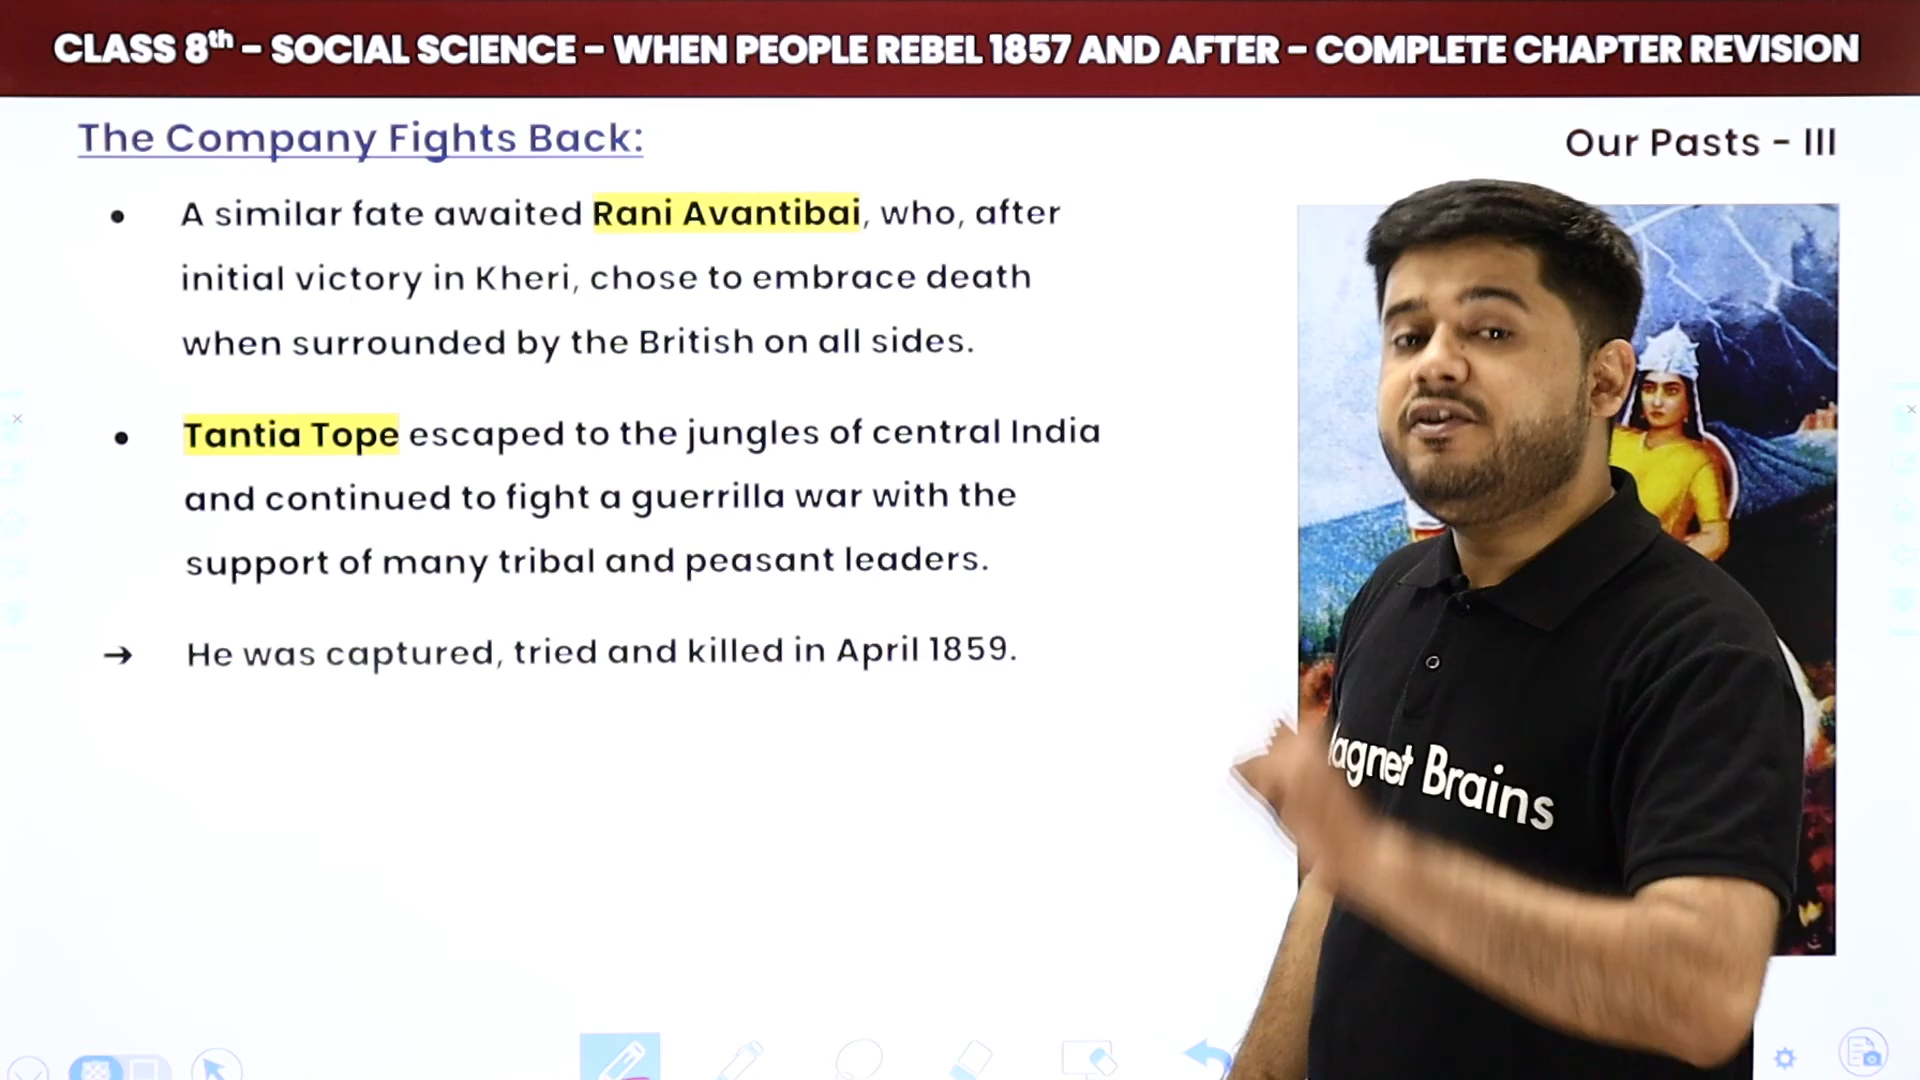 CLASS 8th – SOCIAL SCIENCE – WHEN PEOPLE REBEL 1857 AND AFTER – COMPLETE CHAPTER REVISION
The Company Fights Back:
Our Pasts - III
• A similar fate awaited Rani Avantibai, who, after
initial victory in Kheri, chose to embrace death
when surrounded by the British on all sides.
• Tantia Tope escaped to the jungles of central India
and continued to fight a guerrilla war with the
support of many tribal and peasant leaders.
→ He was captured, tried and killed in April 1859.
agnet Brains